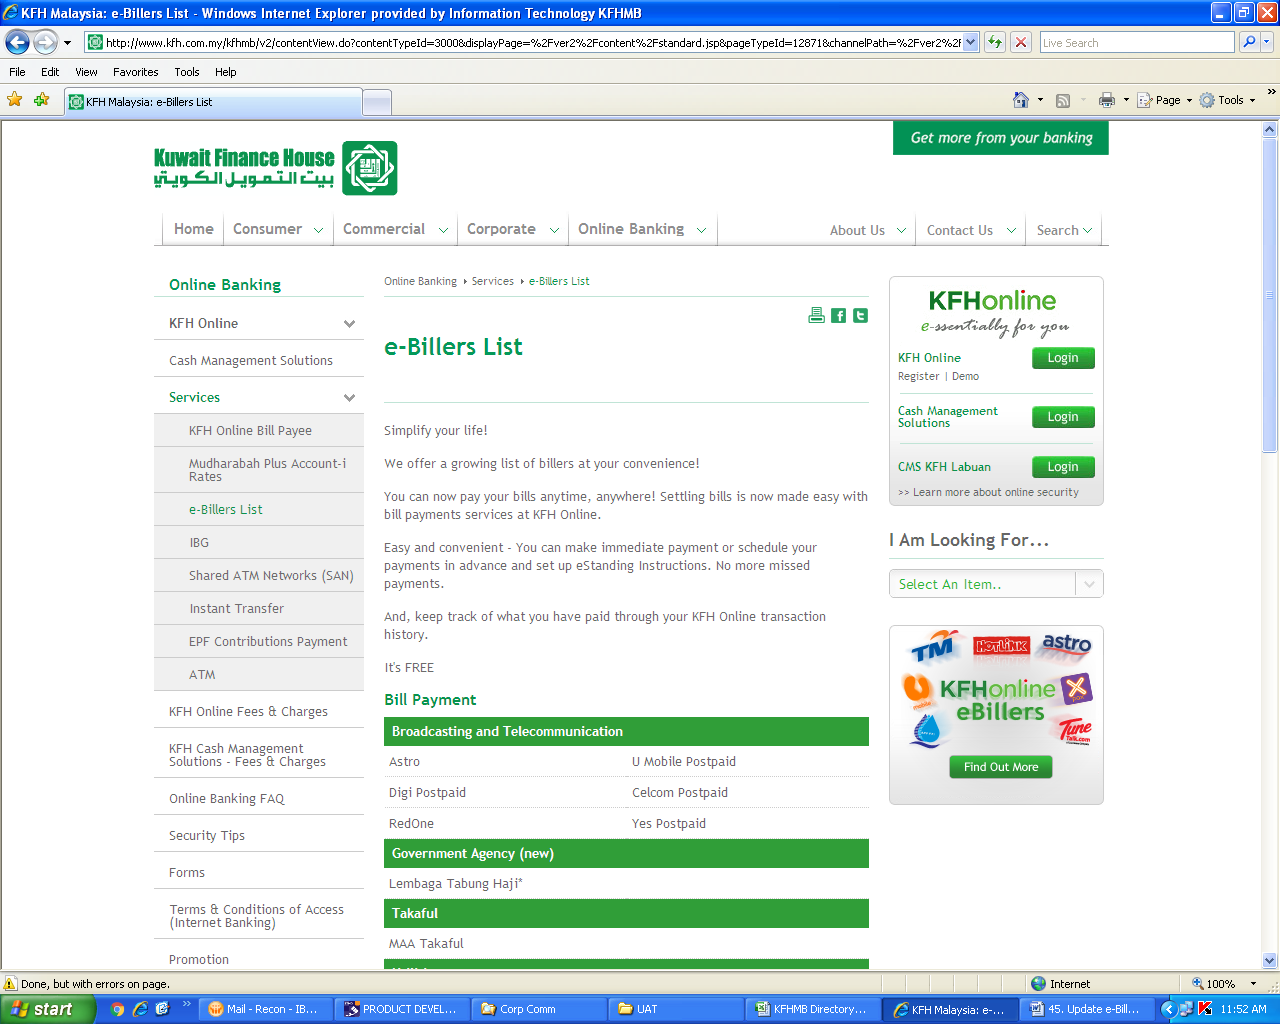 KFH Malaysia: e-Billers List - Windows Internet Explorer provided by Information Technology KFHMB
http://www.kfh.com.my/kfhmb/v2/contentView.do?contentTypeId=3000&displayPage=%2Fver2%2Fcontent%2Fstandard.jsp&pageTypeId=12871&channelPath=%2Fver2%2F
Live Search
File Edit View Favorites Tools Help
KFH Malaysia: e-Billers List
Page Tools
Get more from your banking
Kuwait Finance House
بيت التمويل الكويتي
Home Consumer Commercial Corporate Online Banking About Us Contact Us Search
Online Banking
KFH Online
Cash Management Solutions
Services
KFH Online Bill Payee
Mudharabah Plus Account-i
Rates
e-Billers List
IBG
Shared ATM Networks (SAN)
Instant Transfer
EPF Contributions Payment
ATM
KFH Online Fees & Charges
KFH Cash Management
Solutions - Fees & Charges
Online Banking FAQ
Security Tips
Forms
Terms & Conditions of Access
(Internet Banking)
Promotion
Online Banking Services e-Billers List
e-Billers List
Simplify your life!
We offer a growing list of billers at your convenience!
You can now pay your bills anytime, anywhere! Settling bills is now made easy with
bill payments services at KFH Online.
Easy and convenient - You can make immediate payment or schedule your
payments in advance and set up eStanding Instructions. No more missed
payments.
And, keep track of what you have paid through your KFH Online transaction
history.
It's FREE
Bill Payment
Broadcasting and Telecommunication
Astro U Mobile Postpaid
Digi Postpaid Celcom Postpaid
RedOne Yes Postpaid
Government Agency (new)
Lembaga Tabung Haji*
Takaful
MAA Takaful
KFHonline
e-ssentially for you
KFH Online Login
Register | Demo
Cash Management
Solutions Login
CMS KFH Labuan Login
>> Learn more about online security
I Am Looking For...
Select An Item..
TM HOTLINK astro
U mobile
KFHonline
eBillers
Tune
Talk.com
Find Out More
Done, but with errors on page.
Internet
100%
start
Mail - Recon - IB...
PRODUCT DEVEL...
Corp Comm
UAT
KFHMB Directory...
KFH Malaysia: e-...
45. Update e-Bill...
11:52 AM